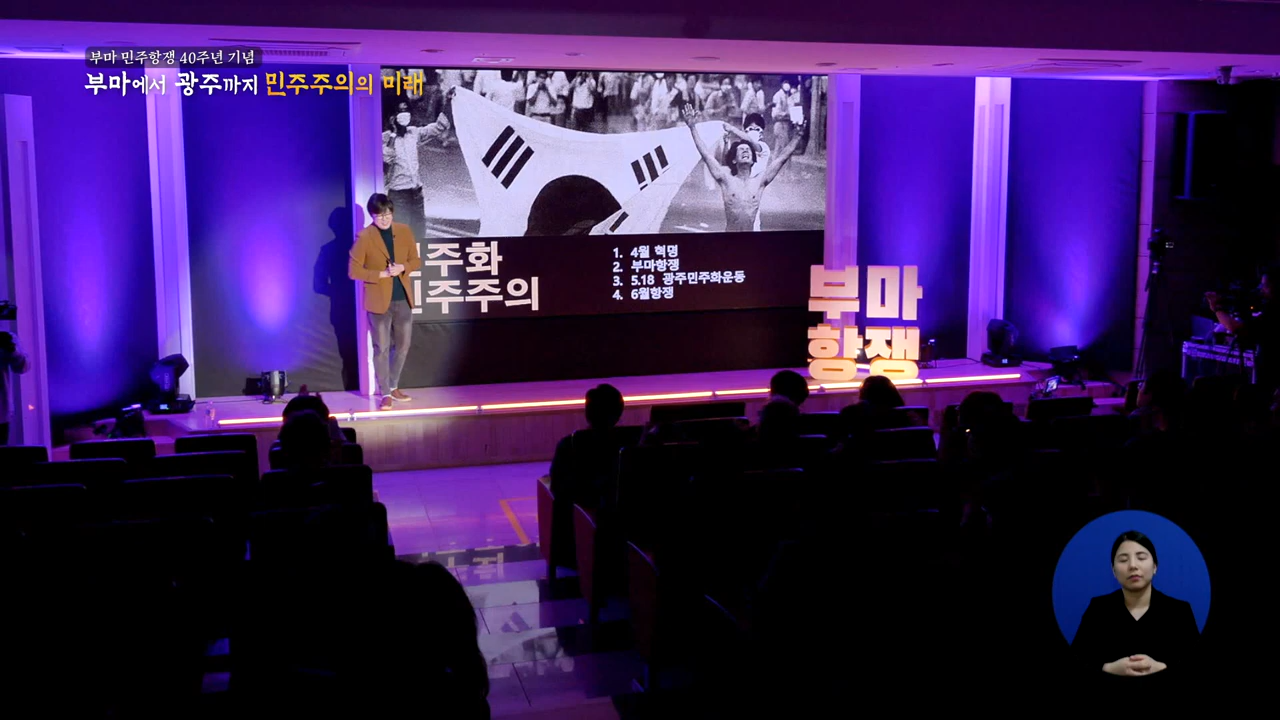 부마 민주항쟁 40주년 기념
부마에서 광주까지 민주주의의 미래
민주화
민주주의
1. 4월 혁명
2. 부마항쟁
3. 5.18 광주민주화운동
4. 6월항쟁
부마
항쟁